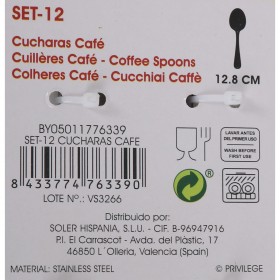 SET-12
Cucharas Café
Cuillères Café - Coffee Spoons
Colheres Café - Cucchiai Caffè
12.8 CM
BY05011776339
SET-12 CUCHARAS CAFE
8 433774 763390
LOTE Nº.: VS3266
LAVAR ANTES DEL PRIMER USO
WASH BEFORE FIRST USE
Distribuido por:
SOLER HISPANIA, S.L.U. - CIF. B-96947916
P.I. El Carrascot - Avda. del Plàstic, 17
46850 L´Olleria, Valencia (Spain)
MATERIAL: STAINLESS STEEL
© PRIVILEGE